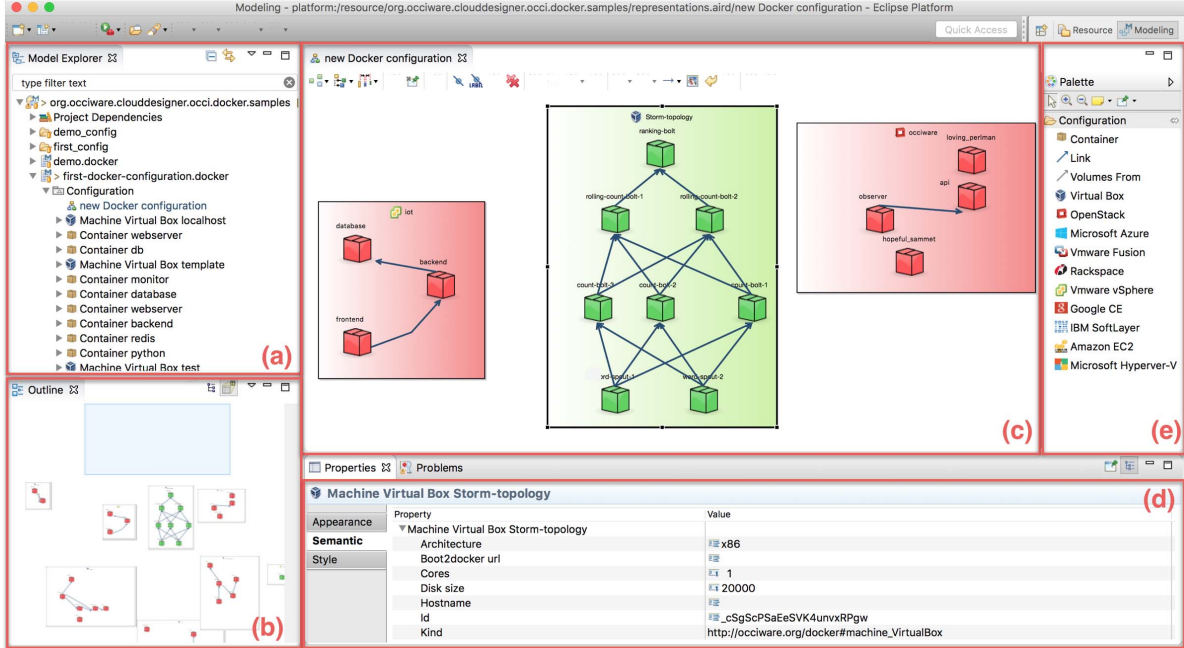 Modeling - platform:/resource/org.occiware.clouddesigner.occi.docker.samples/representations.aird/new Docker configuration - Eclipse Platform
Quick Access
Resource
Modeling
Model Explorer
type filter text
> org.occiware.clouddesigner.occi.docker.samples
Project Dependencies
demo_config
first_config
demo.docker
> first-docker-configuration.docker
Configuration
new Docker configuration
Machine Virtual Box localhost
Container webserver
Container db
Machine Virtual Box template
Container monitor
Container database
Container webserver
Container backend
Container redis
Container python
Machine Virtual Box test
(a)
Outline
(b)
new Docker configuration
LABEL
iot
database
backend
frontend
Storm-topology
ranking-bolt
rolling-count-bolt-1
rolling-count-bolt-2
count-bolt-3
count-bolt-2
count-bolt-1
word-spout-2
occiware
loving_perlman
api
observer
hopeful_sammet
(c)
Palette
Configuration
Container
Link
Volumes From
Virtual Box
OpenStack
Microsoft Azure
Vmware Fusion
Rackspace
Vmware vSphere
Google CE
IBM SoftLayer
Amazon EC2
Microsoft Hyperver-V
(e)
Properties
Problems
Machine Virtual Box Storm-topology
(d)
Appearance
Semantic
Style
Property Value
Machine Virtual Box Storm-topology
Architecture x86
Boot2docker url
Cores 1
Disk size 20000
Hostname
Id _cSgScPSaEeSVK4unvxRPgw
Kind http://occiware.org/docker#machine_VirtualBox